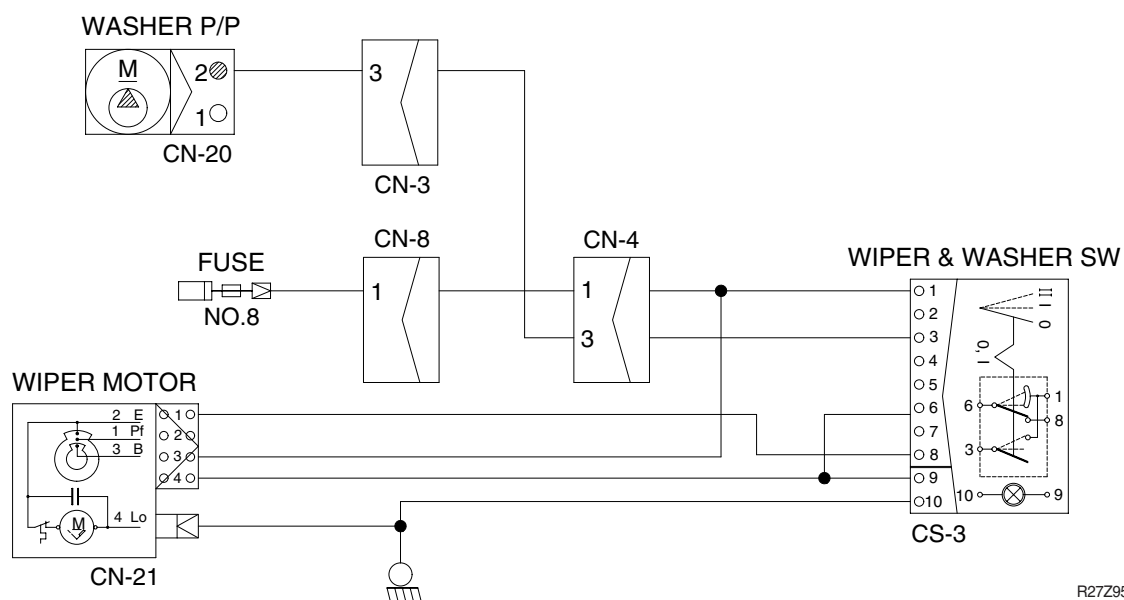 WASHER P/P
M
2
1
CN-20
3
CN-3
CN-8
1
CN-4
1
3
FUSE
NO.8
WIPER & WASHER SW
1
2
3
4
5
6
7
8
9
10
II
I
0
0,I
6
1
8
3
10
9
CS-3
WIPER MOTOR
2 E
1 Pf
3 B
4 Lo
M
1
2
3
4
CN-21
R27Z95